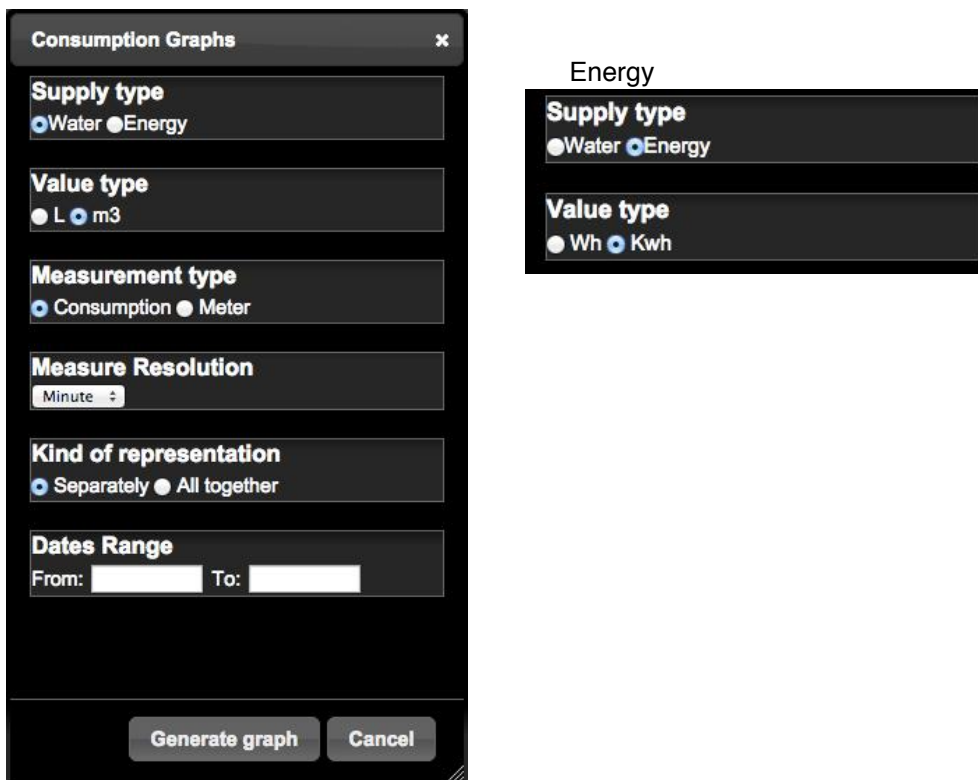 Consumption Graphs
Supply type
Water Energy
Value type
L m3
Measurement type
Consumption Meter
Measure Resolution
Minute
Kind of representation
Separately All together
Dates Range
From: To:
Generate graph Cancel
Energy
Supply type
Water Energy
Value type
Wh Kwh